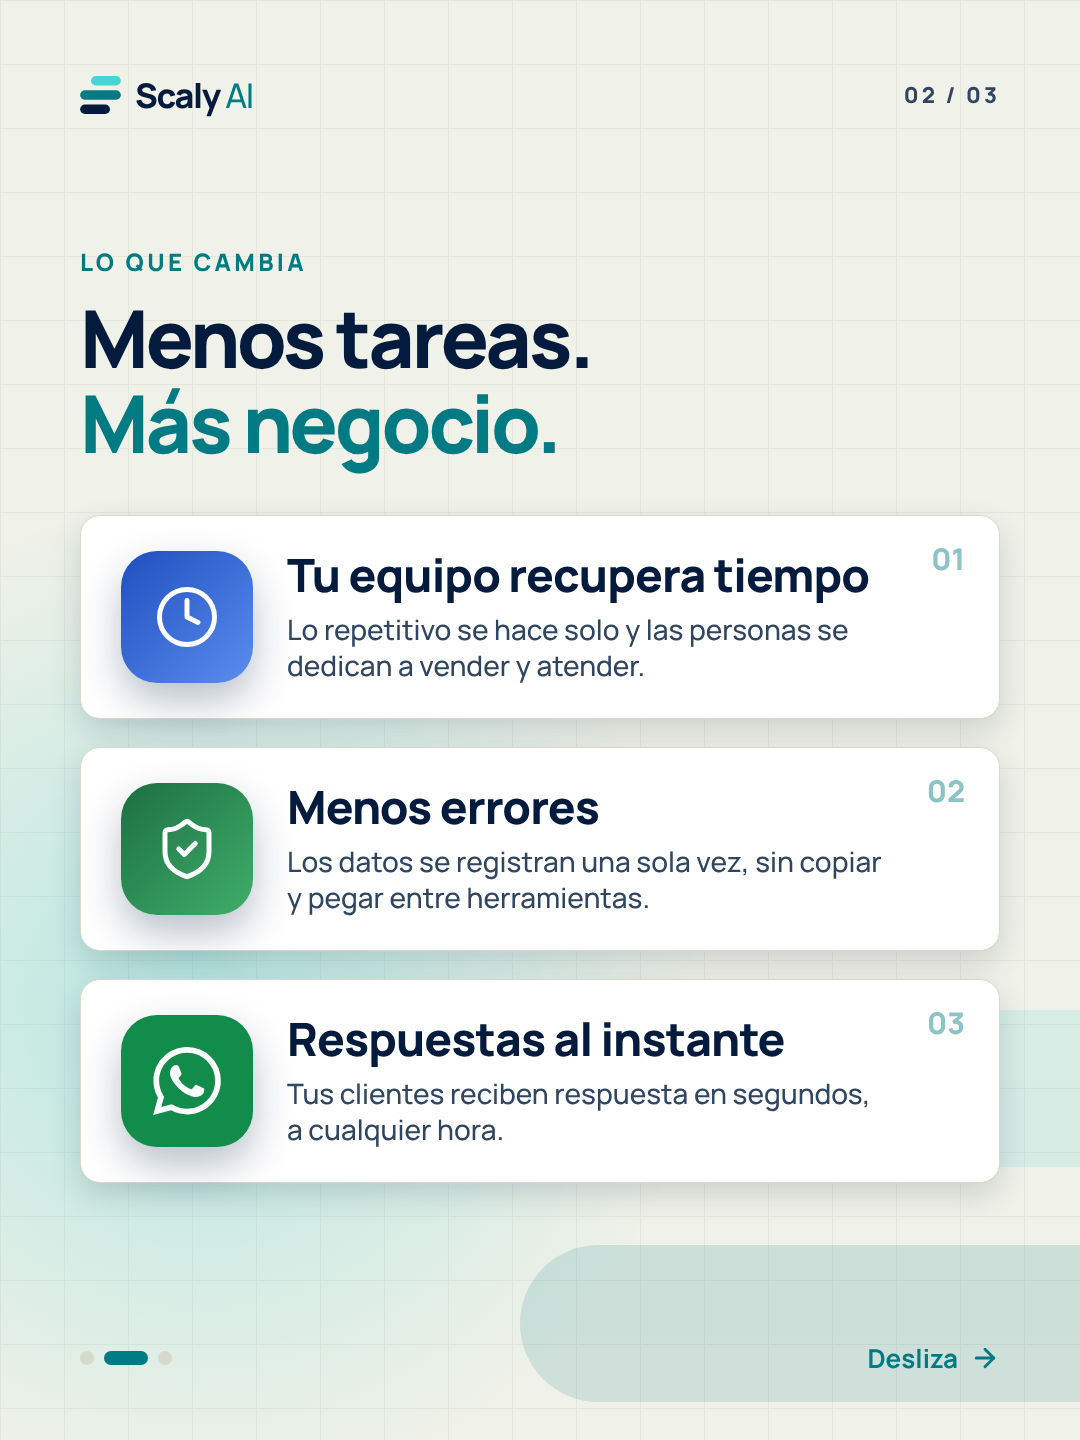 Scaly AI
02 / 03
LO QUE CAMBIA
Menos tareas.
Más negocio.
01
Tu equipo recupera tiempo
Lo repetitivo se hace solo y las personas se
dedican a vender y atender.
02
Menos errores
Los datos se registran una sola vez, sin copiar
y pegar entre herramientas.
03
Respuestas al instante
Tus clientes reciben respuesta en segundos,
a cualquier hora.
Desliza →